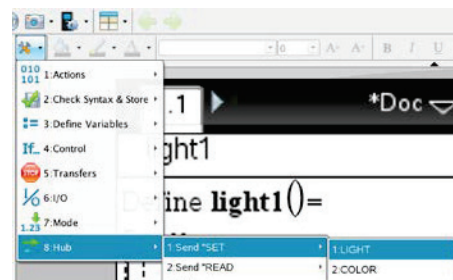 0
A
A
B I U
010
101 1:Actions
2:Check Syntax & Store
3:Define Variables
If... 4:Control
STOP 5:Transfers
6:I/O
1.23 7:Mode
8:Hub
.1
*Doc
ght1
ine light1()=
1:Send "SET
2:Send "READ
1:LIGHT
2:COLOR